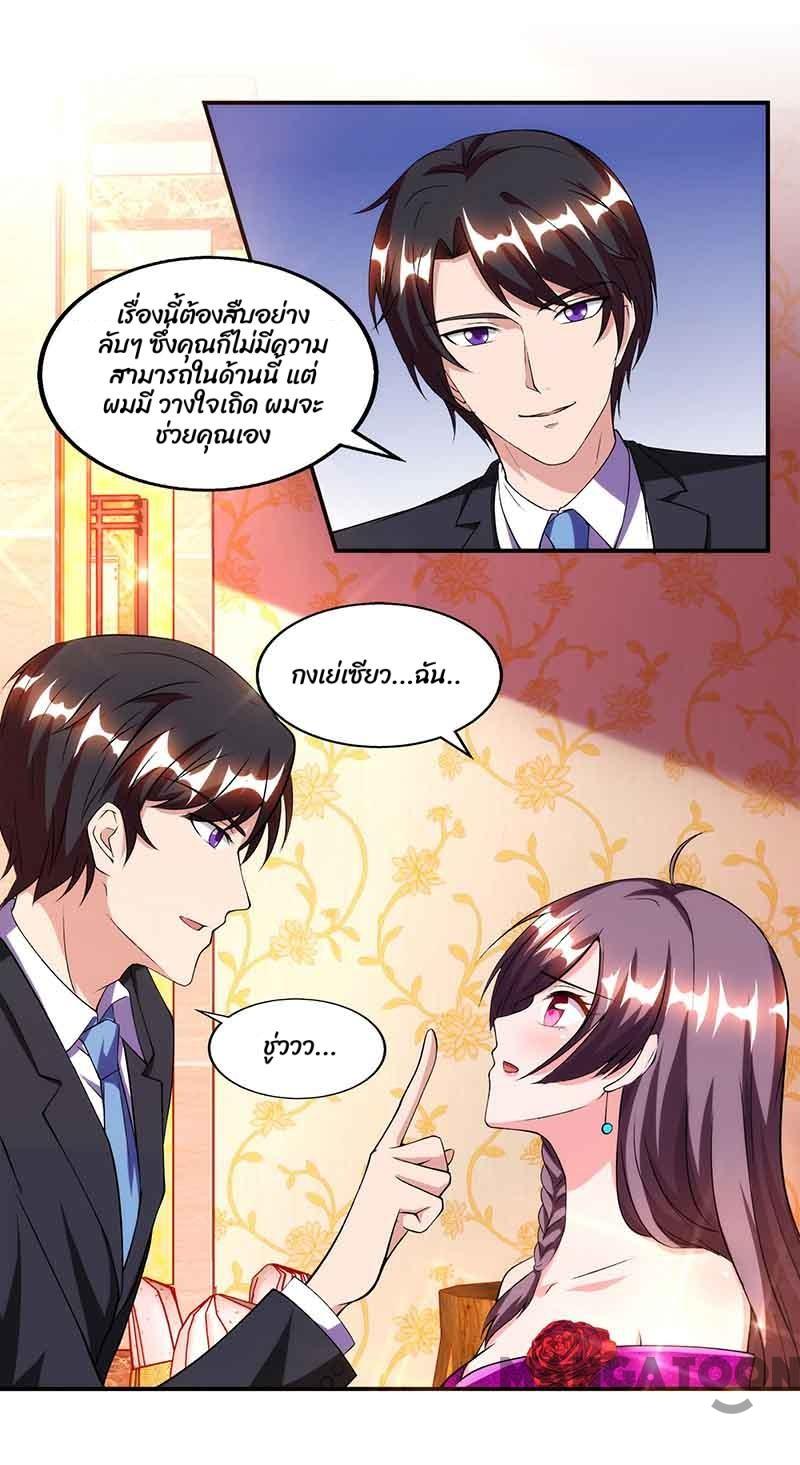 เรื่องนี้ต้องสืบอย่าง
ลับๆ ซึ่งคุณก็ไม่มีความ
สามารถในด้านนี้ แต่
ผมมี วางใจเถิด ผมจะ
ช่วยคุณเอง
กงเย่เซียว...ฉัน..
ชู่ววว...
MANGATOON